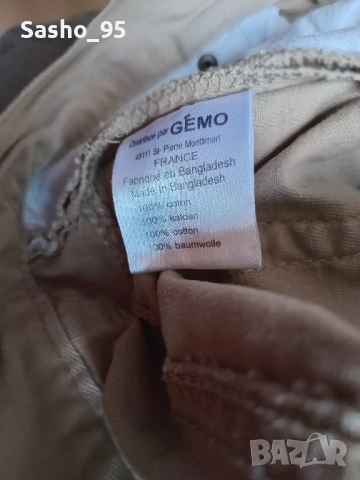 Sasho_95
Distribué par GÉMO
49111 St- Pierre Montlimart
FRANCE
Fabriqué au Bangladesh
Made in Bangladesh
100% coton
100% katoen
100% cotton
100% baumwolle
BAZAR